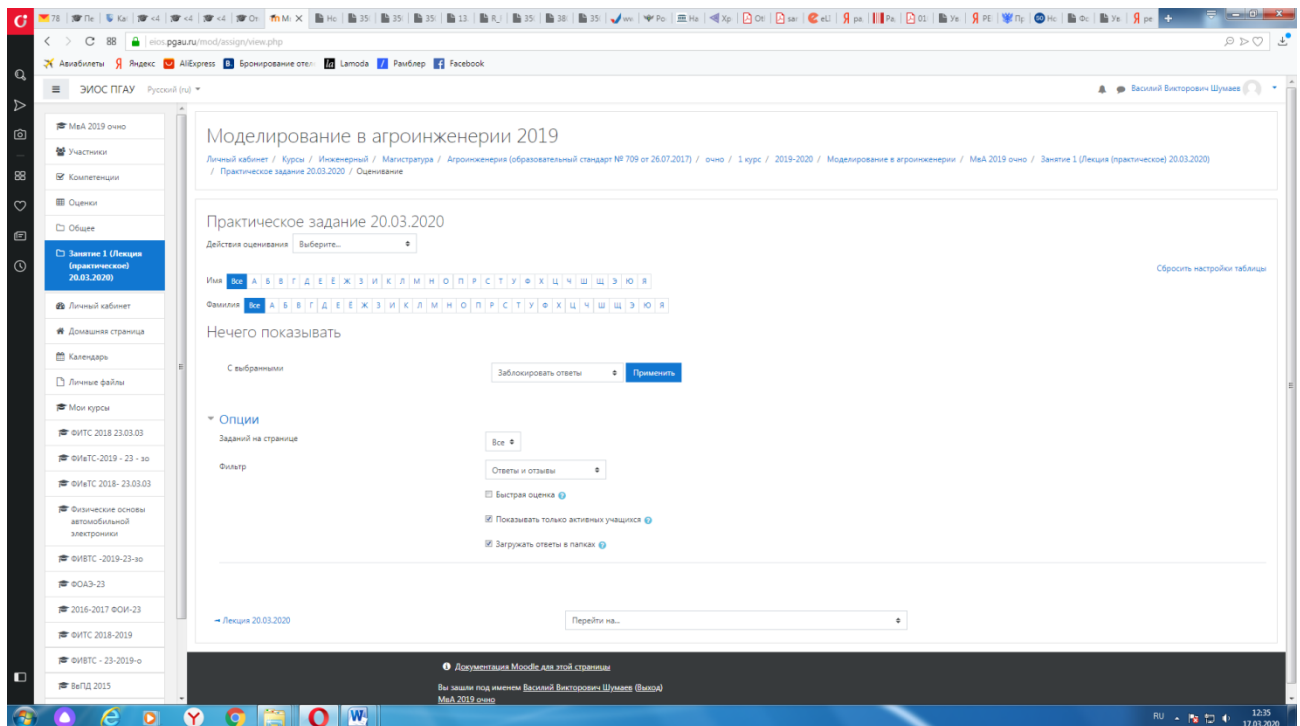 eios.pgau.ru/mod/assign/view.php
Авиабилеты Яндекс AliExpress Бронирование отел Lamoda Рамблер Facebook
ЭИОС ПГАУ Русский (ru)
Василий Викторович Шумаев
МвА 2019 очно
Участники
Компетенции
Оценки
Общее
Занятие 1 (Лекция
(практическое)
20.03.2020)
Личный кабинет
Домашняя страница
Календарь
Личные файлы
Мои курсы
ФИТС 2018 23.03.03
ФИвТС-2019 - 23 - зо
ФИвТС 2018- 23.03.03
Физические основы
автомобильной
электроники
ФИВТС -2019-23-зо
ФОАЭ-23
2016-2017 ФОИ-23
ФИТС 2018-2019
ФИВТС - 23-2019-о
ВеПД 2015
Моделирование в агроинженерии 2019
Личный кабинет / Курсы / Инженерный / Магистратура / Агроинженерия (образовательный стандарт № 709 от 26.07.2017) / очно / 1 курс / 2019-2020 / Моделирование в агроинженерии / МвА 2019 очно / Занятие 1 (Лекция (практическое) 20.03.2020)
/ Практическое задание 20.03.2020 / Оценивание
Практическое задание 20.03.2020
Действия оценивания Выберите...
Сбросить настройки таблицы
Имя Все А Б В Г Д Е Ё Ж З И К Л М Н О П Р С Т У Ф Х Ц Ч Ш Щ Э Ю Я
Фамилия Все А Б В Г Д Е Ё Ж З И К Л М Н О П Р С Т У Ф Х Ц Ч Ш Щ Э Ю Я
Нечего показывать
С выбранными Заблокировать ответы Применить
Опции
Заданий на странице Все
Фильтр Ответы и отзывы
Быстрая оценка
Показывать только активных учащихся
Загружать ответы в папках
→ Лекция 20.03.2020 Перейти на...
Документация Moodle для этой страницы
Вы зашли под именем Василий Викторович Шумаев (Выход)
МвА 2019 очно
RU 12:35
17.03.2020